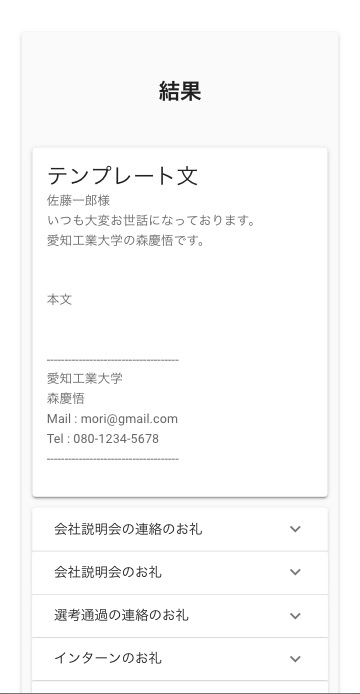 結果
テンプレート文
佐藤一郎様
いつも大変お世話になっております。
愛知工業大学の森慶悟です。
本文
-------------------------------------
愛知工業大学
森慶悟
Mail : mori@gmail.com
Tel : 080-1234-5678
-------------------------------------
会社説明会の連絡のお礼
会社説明会のお礼
選考通過の連絡のお礼
インターンのお礼